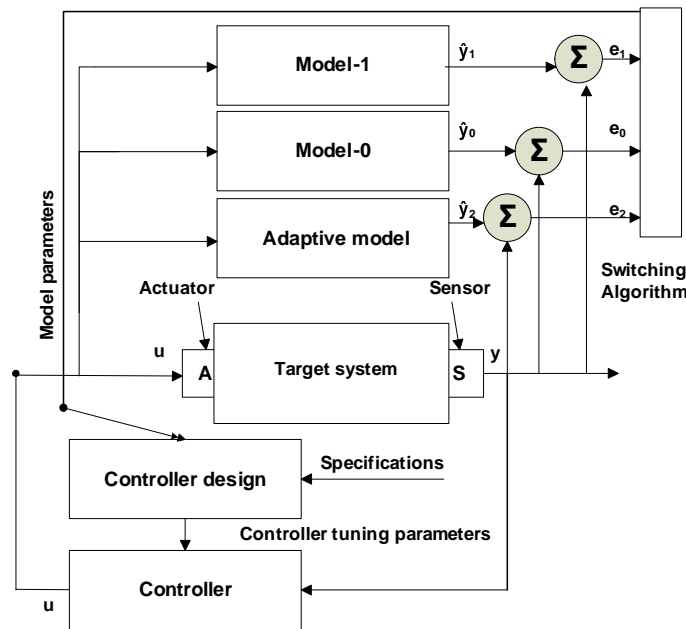 Model-1
ŷ₁
Σ
e₁
Model-0
ŷ₀
Σ
e₀
Adaptive model
ŷ₂
Σ
e₂
Model parameters
Switching
Algorithm
Actuator
Sensor
u
A
Target system
S
y
Controller design
Specifications
Controller tuning parameters
Controller
u